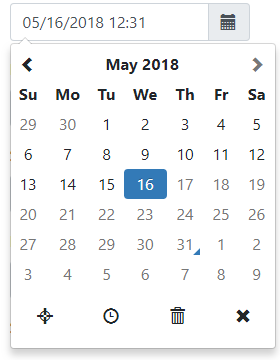 05/16/2018 12:31
May 2018
Su Mo Tu We Th Fr Sa
29 30 1 2 3 4 5
6 7 8 9 10 11 12
13 14 15 16 17 18 19
20 21 22 23 24 25 26
27 28 29 30 31 1 2
3 4 5 6 7 8 9